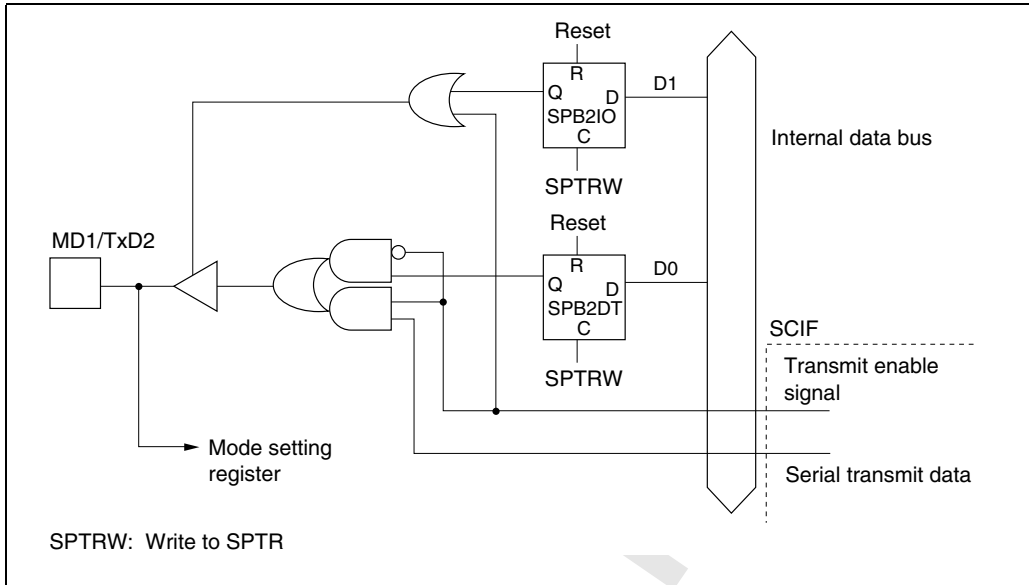 Reset
R
Q
D
D1
SPB2IO
C
SPTRW
Internal data bus
Reset
MD1/TxD2
R
Q
D
D0
SPB2DT
C
SPTRW
SCIF
Transmit enable
signal
Mode setting
register
Serial transmit data
SPTRW: Write to SPTR